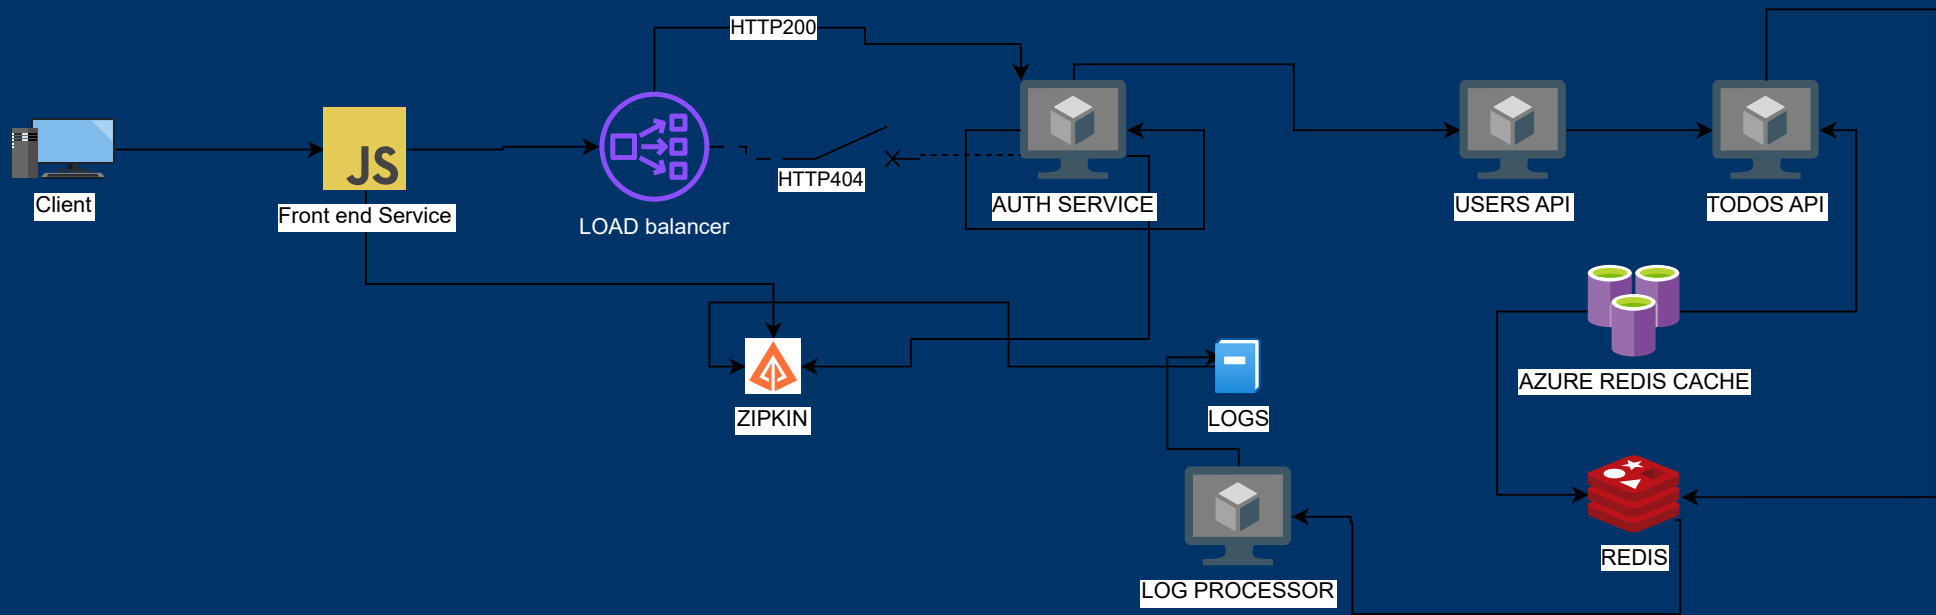 HTTP200
JS
HTTP404
Client
Front end Service
LOAD balancer
AUTH SERVICE
USERS API
TODOS API
AZURE REDIS CACHE
ZIPKIN
LOGS
REDIS
LOG PROCESSOR